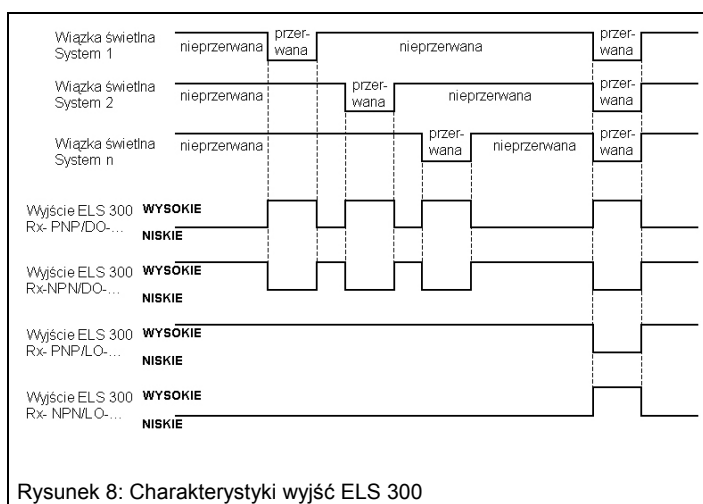 Wiązka świetlna
System 1
nieprzerwana
przer-
wana
nieprzerwana
przer-
wana
Wiązka świetlna
System 2
nieprzerwana
przer-
wana
nieprzerwana
przer-
wana
Wiązka świetlna
System n
nieprzerwana
przer-
wana
nieprzerwana
przer-
wana
Wyjście ELS 300 WYSOKIE
Rx- PNP/DO-...
NISKIE
Wyjście ELS 300 WYSOKIE
Rx-NPN/DO-...
NISKIE
Wyjście ELS 300 WYSOKIE
Rx- PNP/LO-...
NISKIE
Wyjście ELS 300 WYSOKIE
Rx- NPN/LO-...
NISKIE
Rysunek 8: Charakterystyki wyjść ELS 300